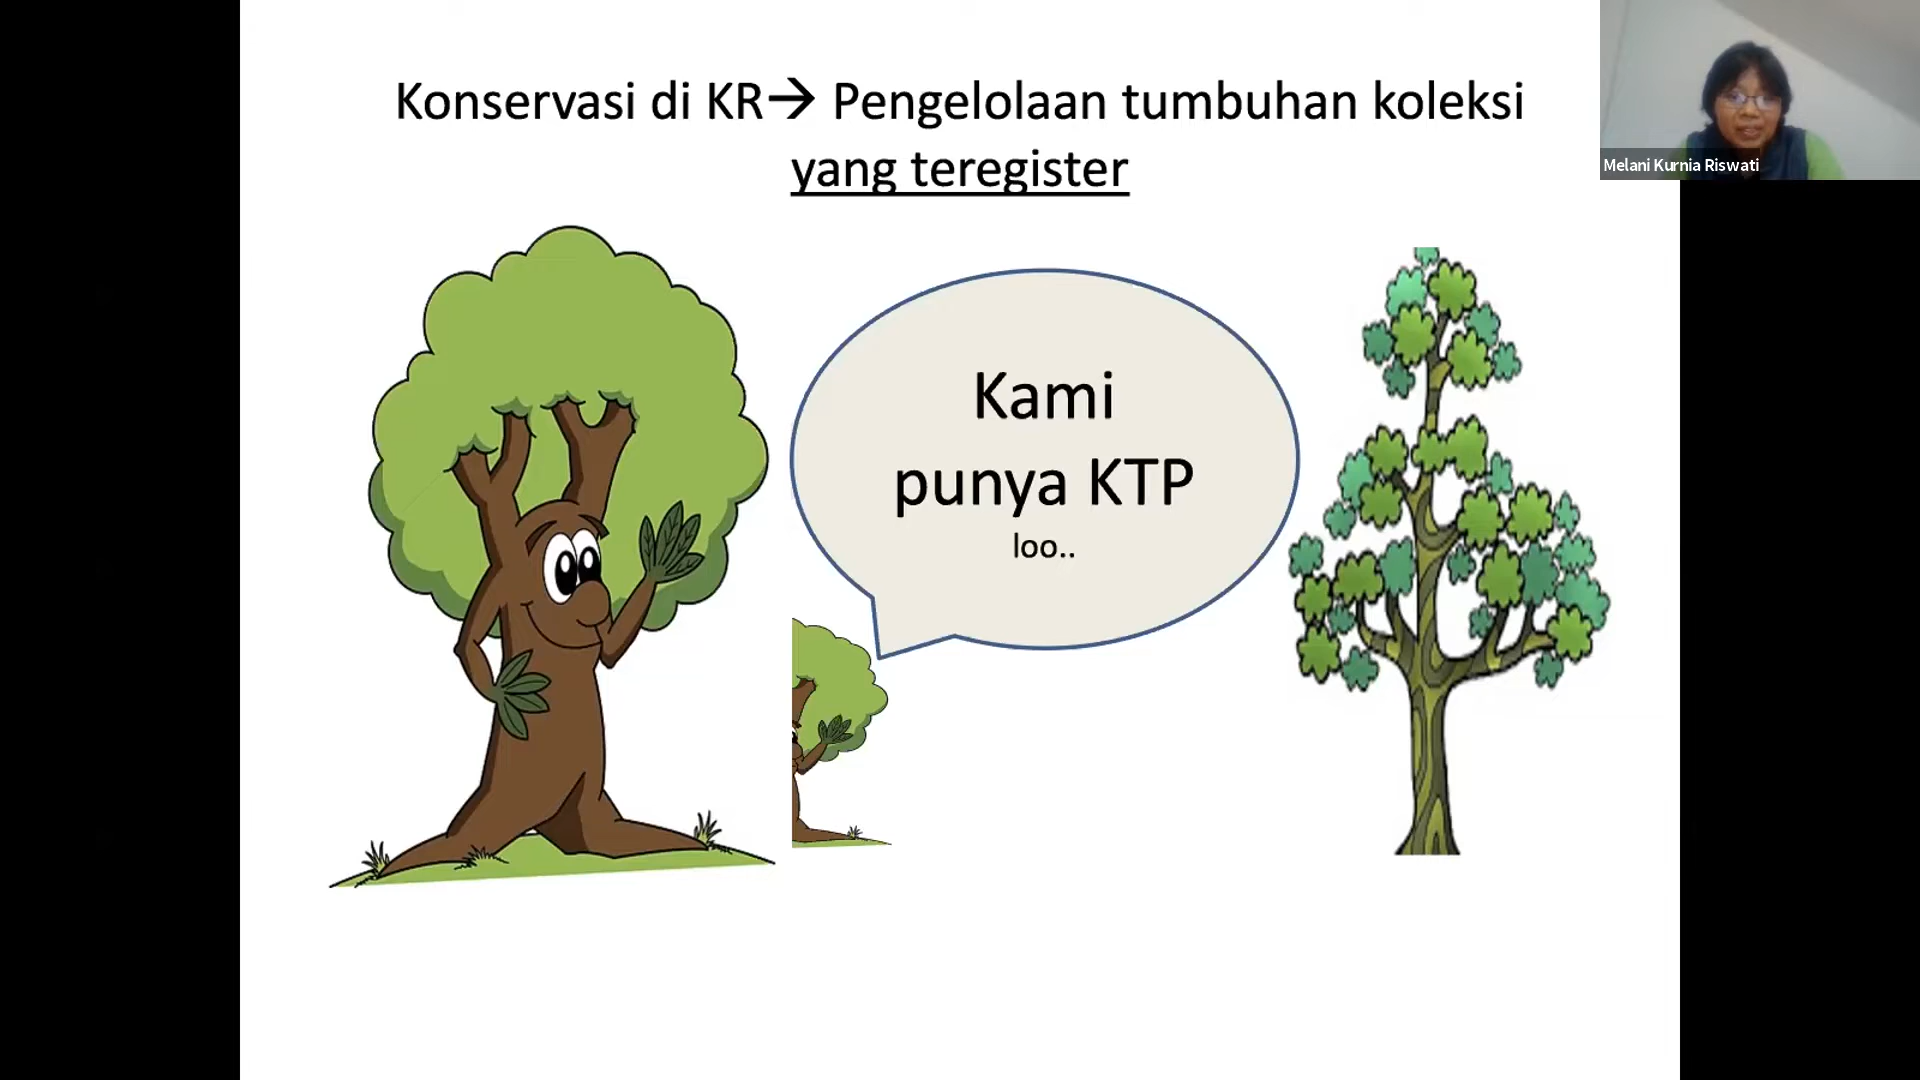 Konservasi di KR→ Pengelolaan tumbuhan koleksi
yang teregister
Melani Kurnia Riswati
Kami
punya KTP
loo..